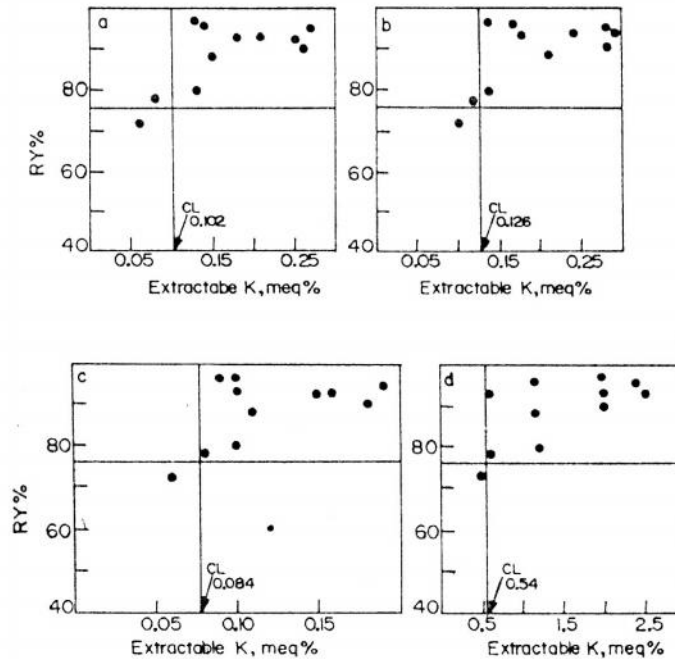 a
80
60
40
RY%
CL
0.102
0.05 0.15 0.25
Extractabe K, meq%
b
80
60
40
CL
0.126
0.05 0.15 0.25
Extractable K, meq%
c
80
60
40
RY%
CL
0.084
0.05 0.10 0.15
Extractable K, meq%
d
80
60
40
CL
0.54
0.5 1.5 2.5
Extractable K, meq%